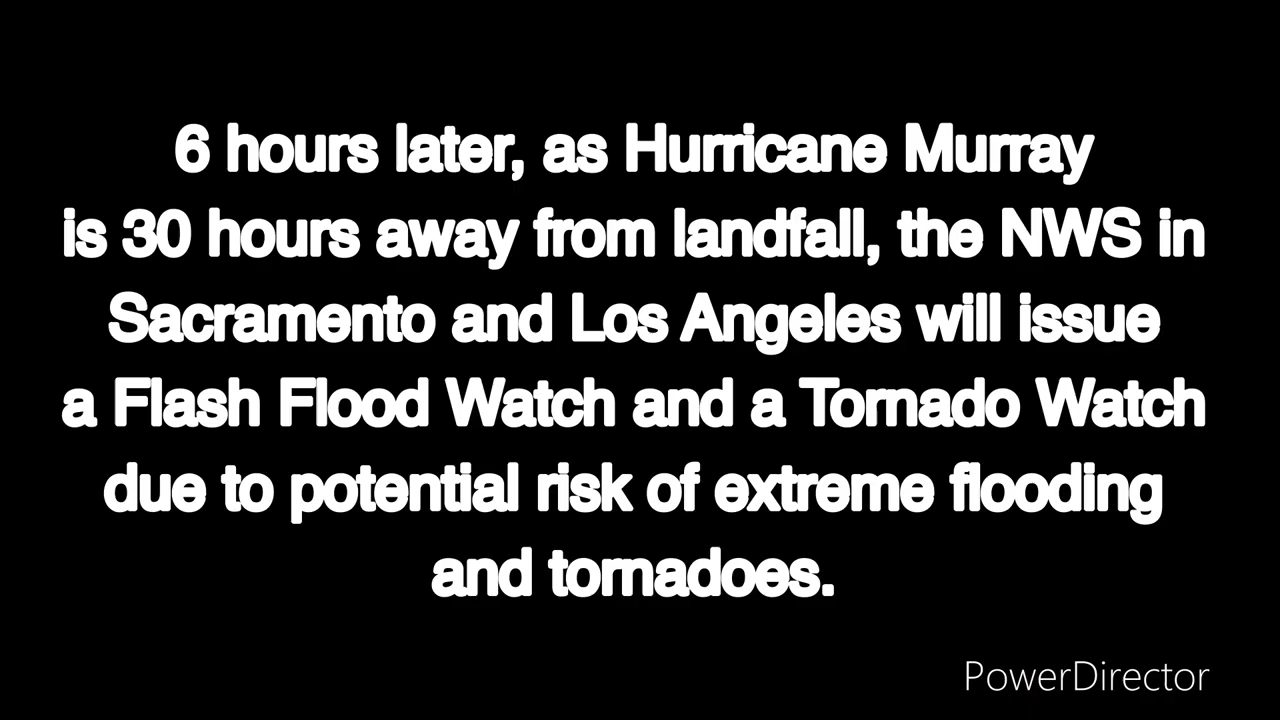 6 hours later, as Hurricane Murray
is 30 hours away from landfall, the NWS in
Sacramento and Los Angeles will issue
a Flash Flood Watch and a Tornado Watch
due to potential risk of extreme flooding
and tornadoes.
PowerDirector